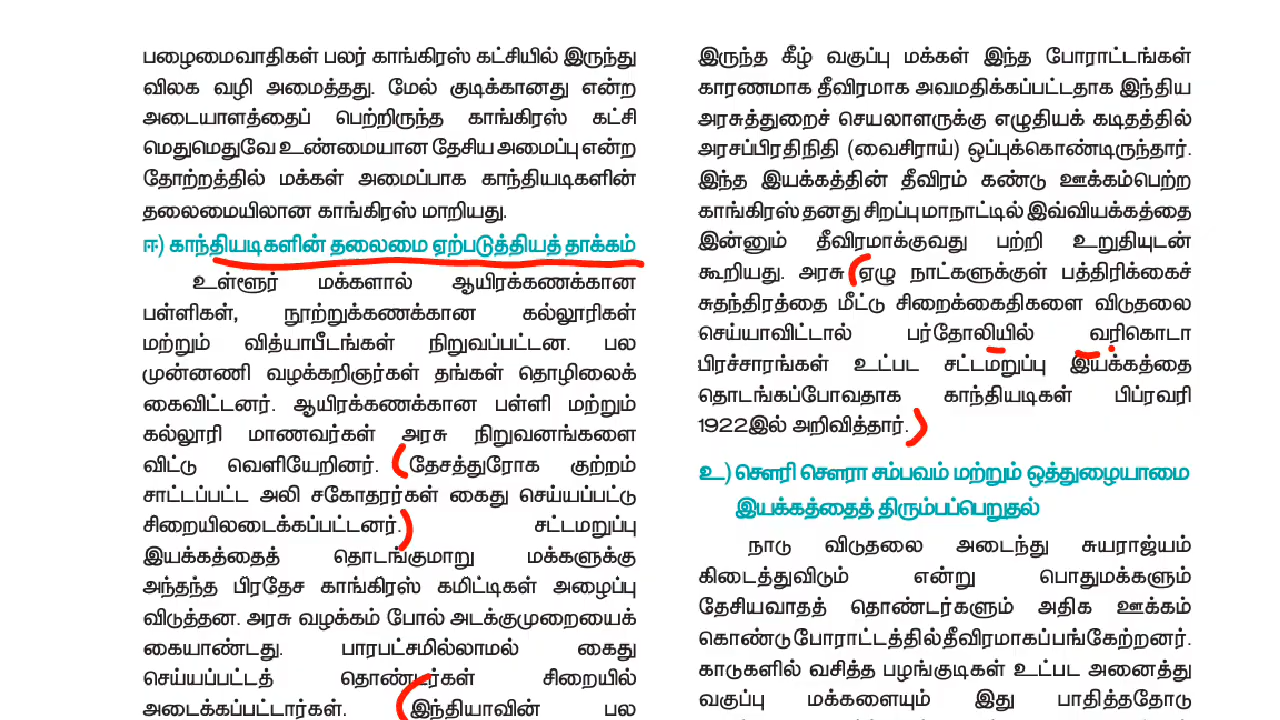 பழைமைவாதிகள் பலர் காங்கிரஸ் கட்சியில் இருந்து
விலக வழி அமைத்தது. மேல் குடிக்கானது என்ற
அடையாளத்தைப் பெற்றிருந்த காங்கிரஸ் கட்சி
மெதுமெதுவே உண்மையான தேசிய அமைப்பு என்ற
தோற்றத்தில் மக்கள் அமைப்பாக காந்தியடிகளின்
தலைமையிலான காங்கிரஸ் மாறியது.
ஈ) காந்தியடிகளின் தலைமை ஏற்படுத்தியத் தாக்கம்
உள்ளூர் மக்களால் ஆயிரக்கணக்கான
பள்ளிகள், நூற்றுக்கணக்கான கல்லூரிகள்
மற்றும் வித்யாபீடங்கள் நிறுவப்பட்டன. பல
முன்னணி வழக்கறிஞர்கள் தங்கள் தொழிலைக்
கைவிட்டனர். ஆயிரக்கணக்கான பள்ளி மற்றும்
கல்லூரி மாணவர்கள் அரசு நிறுவனங்களை
விட்டு வெளியேறினர். தேசத்துரோக குற்றம்
சாட்டப்பட்ட அலி சகோதரர்கள் கைது செய்யப்பட்டு
சிறையிலடைக்கப்பட்டனர். சட்டமறுப்பு
இயக்கத்தைத் தொடங்குமாறு மக்களுக்கு
அந்தந்த பிரதேச காங்கிரஸ் கமிட்டிகள் அழைப்பு
விடுத்தன. அரசு வழக்கம் போல் அடக்குமுறையைக்
கையாண்டது. பாரபட்சமில்லாமல் கைது
செய்யப்பட்டத் தொண்டர்கள் சிறையில்
அடைக்கப்பட்டார்கள். இந்தியாவின் பல
இருந்த கீழ் வகுப்பு மக்கள் இந்த போராட்டங்கள்
காரணமாக தீவிரமாக அவமதிக்கப்பட்டதாக இந்திய
அரசுத்துறைச் செயலாளருக்கு எழுதியக் கடிதத்தில்
அரசப்பிரதிநிதி (வைசிராய்) ஒப்புக்கொண்டிருந்தார்.
இந்த இயக்கத்தின் தீவிரம் கண்டு ஊக்கம்பெற்ற
காங்கிரஸ் தனது சிறப்பு மாநாட்டில் இவ்வியக்கத்தை
இன்னும் தீவிரமாக்குவது பற்றி உறுதியுடன்
கூறியது. அரசு ஏழு நாட்களுக்குள் பத்திரிக்கைச்
சுதந்திரத்தை மீட்டு சிறைக்கைதிகளை விடுதலை
செய்யாவிட்டால் பர்தோலியில் வரிகொடா
பிரச்சாரங்கள் உட்பட சட்டமறுப்பு இயக்கத்தை
தொடங்கப்போவதாக காந்தியடிகள் பிப்ரவரி
1922இல் அறிவித்தார்.
உ) சௌரி சௌரா சம்பவம் மற்றும் ஒத்துழையாமை
இயக்கத்தைத் திரும்பப்பெறுதல்
நாடு விடுதலை அடைந்து சுயராஜ்யம்
கிடைத்துவிடும் என்று பொதுமக்களும்
தேசியவாதத் தொண்டர்களும் அதிக ஊக்கம்
கொண்டு போராட்டத்தில் தீவிரமாகப் பங்கேற்றனர்.
காடுகளில் வசித்த பழங்குடிகள் உட்பட அனைத்து
வகுப்பு மக்களையும் இது பாதித்ததோடு